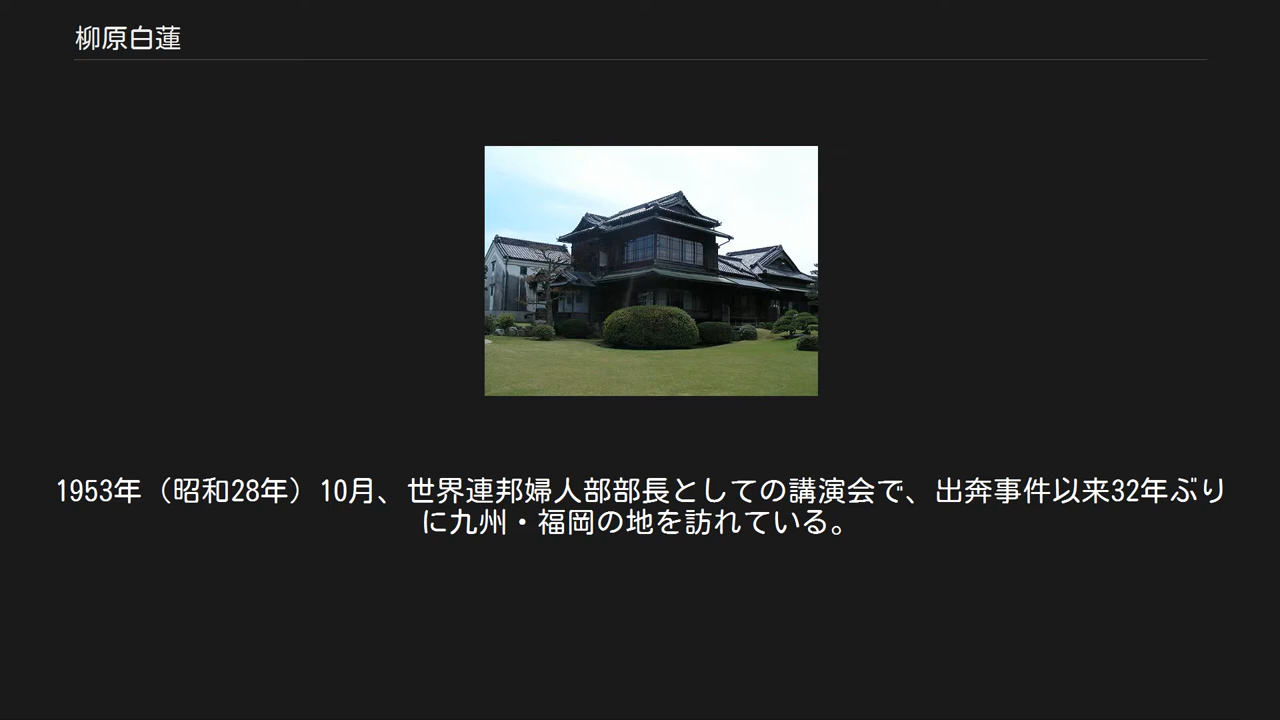 柳原白蓮
1953年（昭和28年）10月、世界連邦婦人部部長としての講演会で、出奔事件以来32年ぶり
に九州・福岡の地を訪れている。